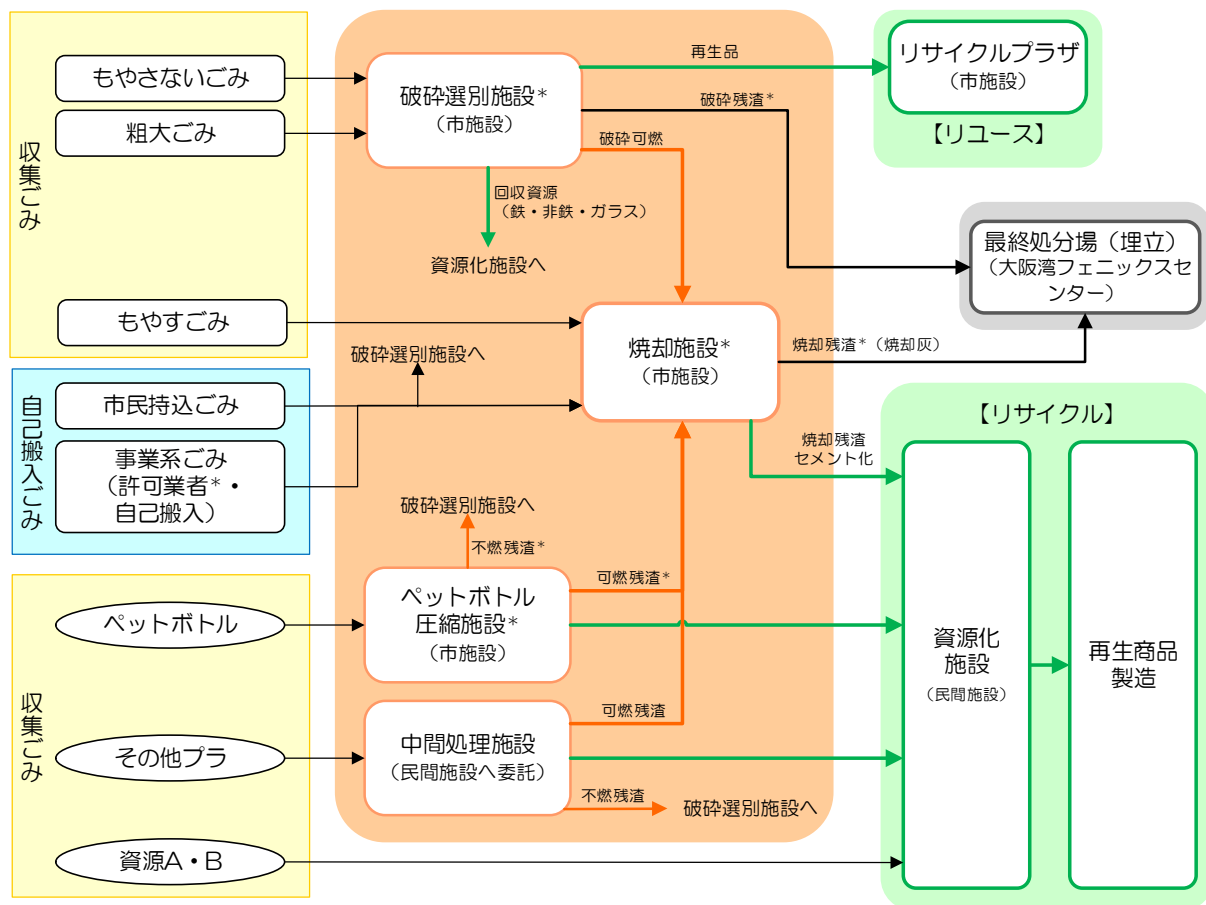 収集ごみ
もやさないごみ
粗大ごみ
もやすごみ
破砕選別施設*
（市施設）
再生品
破砕残渣*
破砕可燃
回収資源
（鉄・非鉄・ガラス）
資源化施設へ
リサイクルプラザ
（市施設）
【リユース】
最終処分場（埋立）
（大阪湾フェニックスセ
ンター）
焼却施設*
（市施設）
焼却残渣*（焼却灰）
破砕選別施設へ
自己搬入ごみ
市民持込ごみ
事業系ごみ
（許可業者*・
自己搬入）
焼却残渣
セメント化
【リサイクル】
破砕選別施設へ
不燃残渣*
可燃残渣*
収集ごみ
ペットボトル
ペットボトル
圧縮施設*
（市施設）
その他プラ
中間処理施設
（民間施設へ委託）
可燃残渣
不燃残渣
破砕選別施設へ
資源A・B
資源化
施設
（民間施設）
再生商品
製造